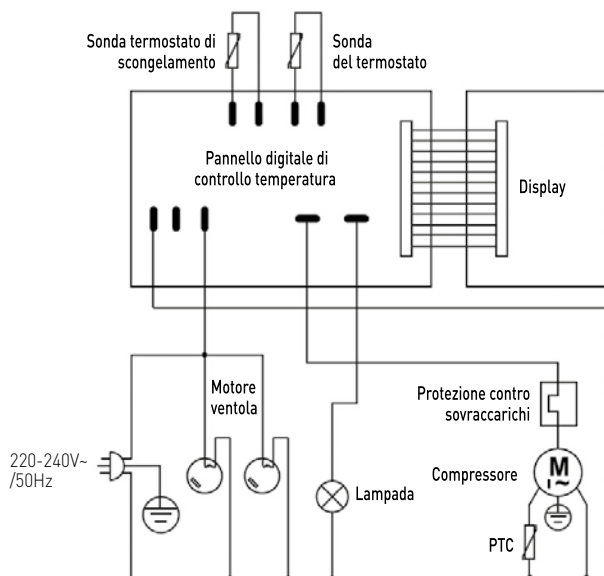 Sonda termostato di
scongelamento
Sonda
del termostato
Pannello digitale di
controllo temperatura
Display
Motore
ventola
Protezione contro
sovraccarichi
220-240V~
/50Hz
Lampada
Compressore
M
I~
PTC